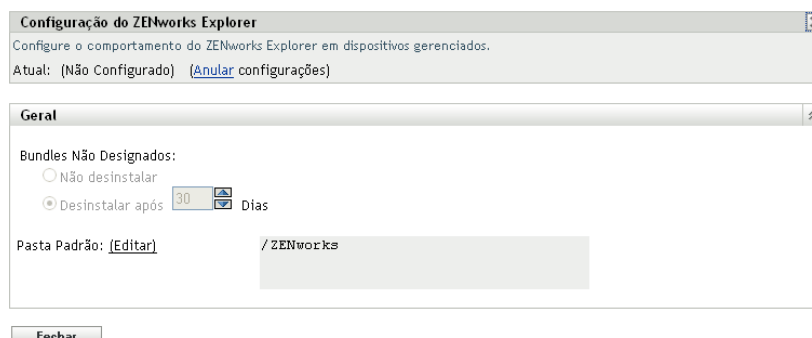 Configuração do ZENworks Explorer
Configure o comportamento do ZENworks Explorer em dispositivos gerenciados.
Atual: (Não Configurado) (Anular configurações)
Geral
Bundles Não Designados:
Não desinstalar
Desinstalar após 30 Dias
Pasta Padrão: (Editar) /ZENworks
Fechar